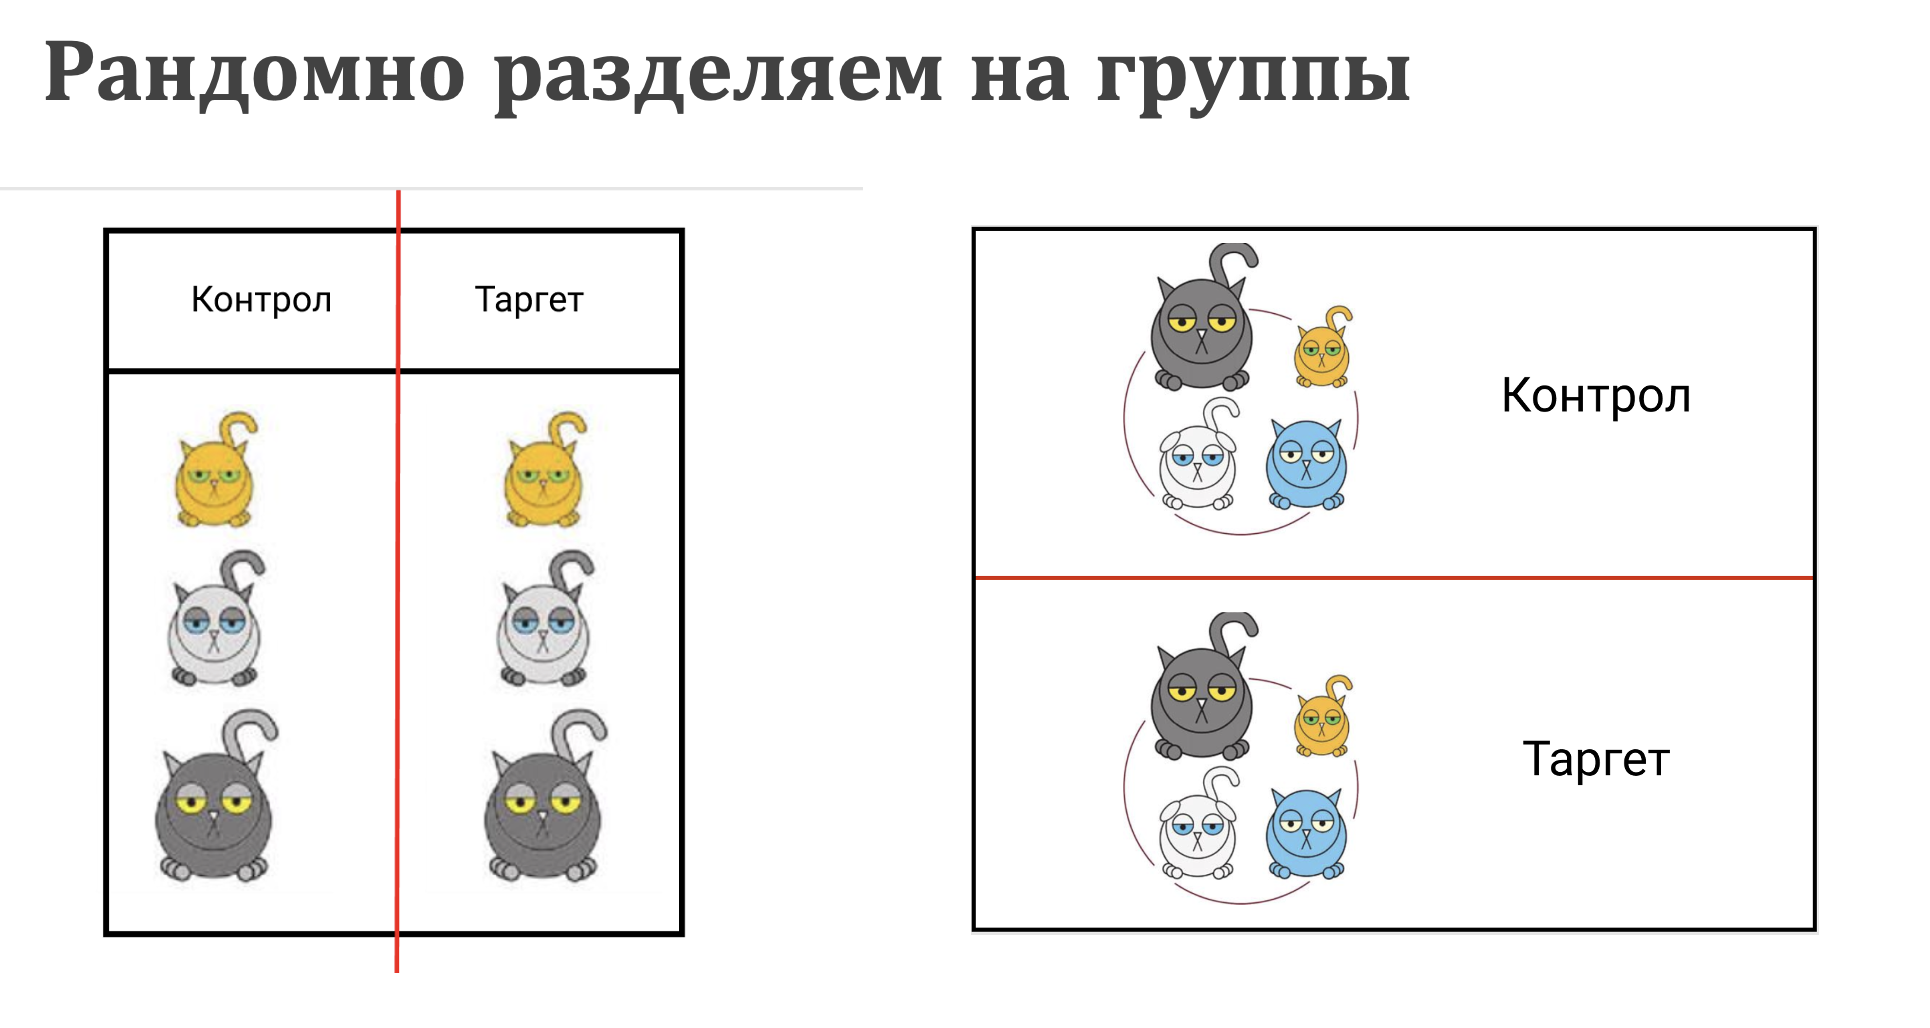 Рандомно разделяем на группы
Контрол
Таргет
Контрол
Таргет